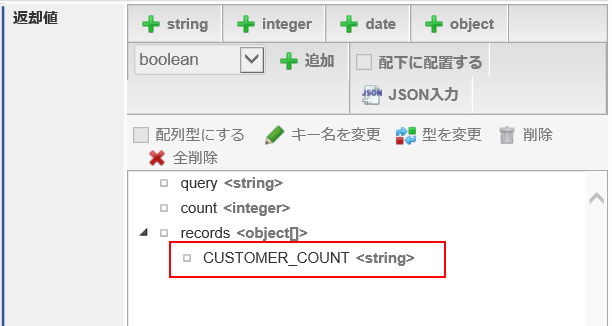 返却値
string integer date object
boolean 追加 配下に配置する
JSON JSON入力
配列型にする キー名を変更 型を変更 削除
全削除
query <string>
count <integer>
records <object[]>
CUSTOMER_COUNT <string>